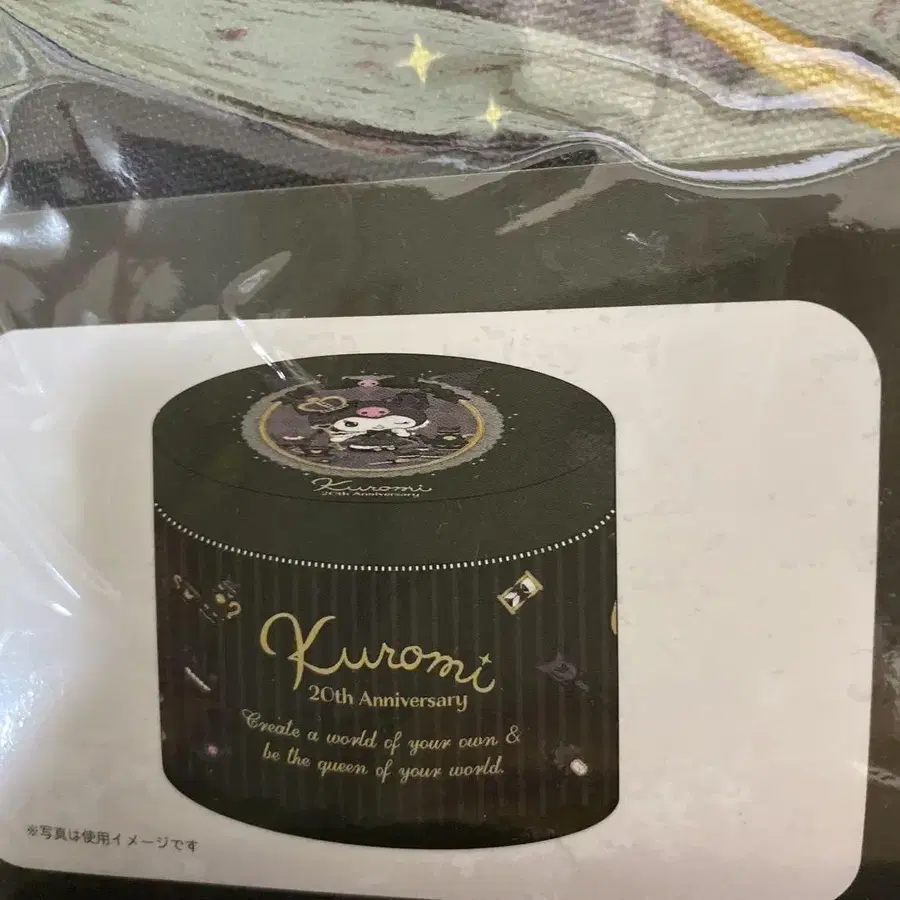 Kuromi
20th Anniversary
Kuromi
20th Anniversary
Create a world of your own &
be the queen of your world.
※写真は使用イメージです